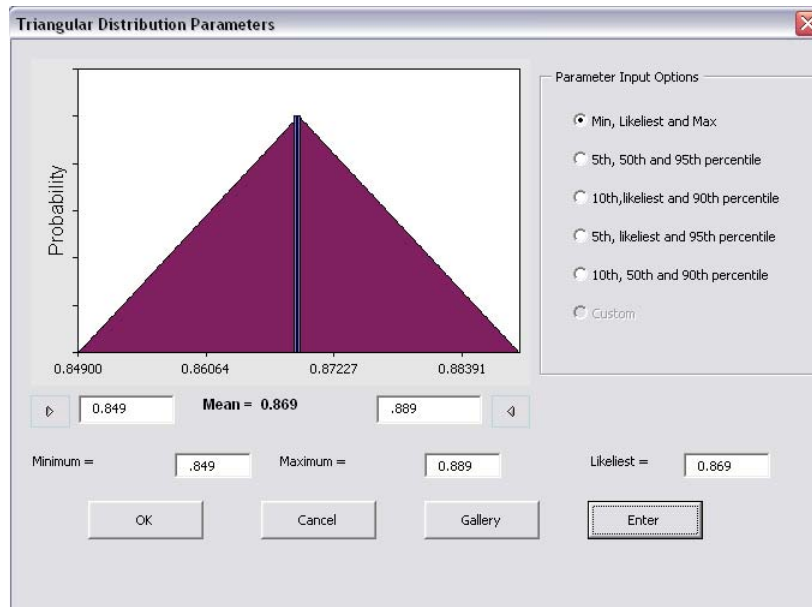 Triangular Distribution Parameters
Probability
0.84900 0.86064 0.87227 0.88391
0.849 Mean = 0.869 .889
Parameter Input Options
Min, Likeliest and Max
5th, 50th and 95th percentile
10th,likeliest and 90th percentile
5th, likeliest and 95th percentile
10th, 50th and 90th percentile
Custom
Minimum = .849 Maximum = 0.889 Likeliest = 0.869
OK Cancel Gallery Enter